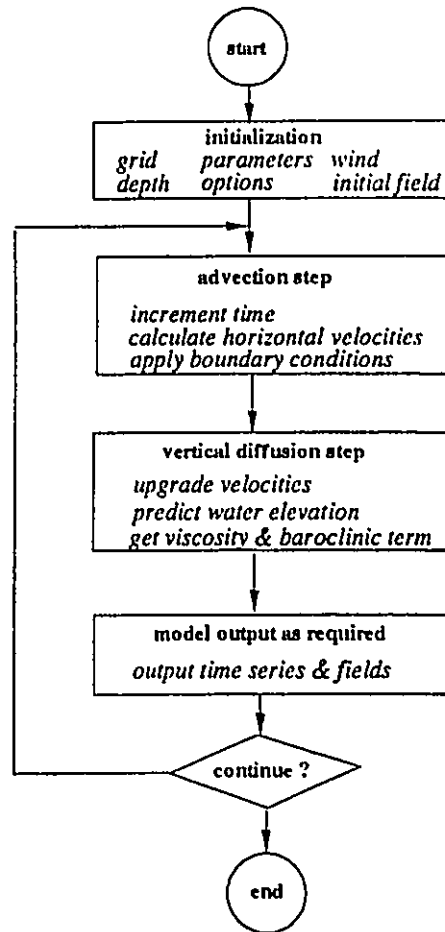 start
initialization
grid parameters wind
depth options initial field
advection step
increment time
calculate horizontal velocities
apply boundary conditions
vertical diffusion step
upgrade velocities
predict water elevation
get viscosity & baroclinic term
model output as required
output time series & fields
continue ?
end